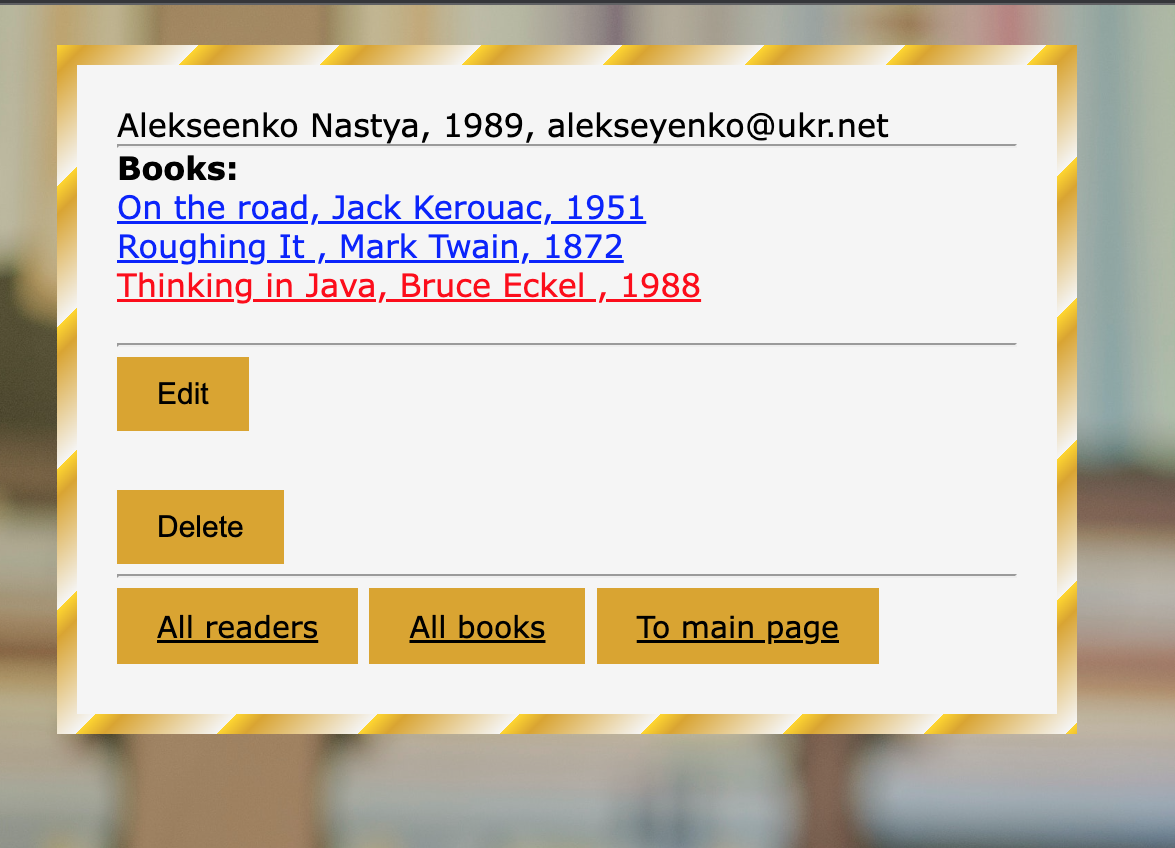 Alekseenko Nastya, 1989, alekseyenko@ukr.net
Books:
On the road, Jack Kerouac, 1951
Roughing It , Mark Twain, 1872
Thinking in Java, Bruce Eckel , 1988
Edit
Delete
All readers All books To main page